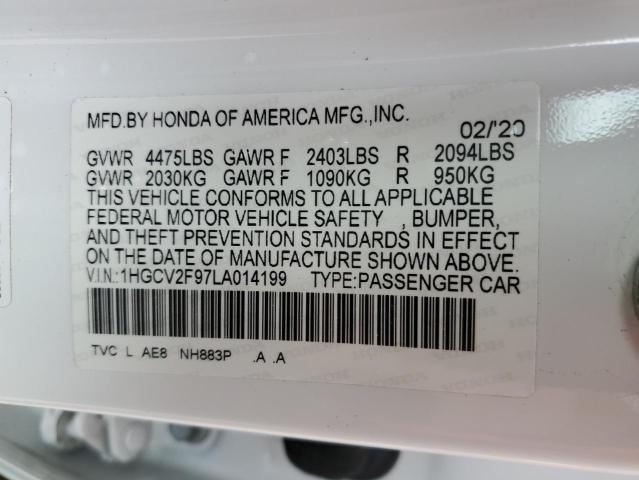 MFD.BY HONDA OF AMERICA MFG.,INC.
02/'20
GVWR 4475LBS GAWR F 2403LBS R 2094LBS
GVWR 2030KG GAWR F 1090KG R 950KG
THIS VEHICLE CONFORMS TO ALL APPLICABLE
FEDERAL MOTOR VEHICLE SAFETY , BUMPER,
AND THEFT PREVENTION STANDARDS IN EFFECT
ON THE DATE OF MANUFACTURE SHOWN ABOVE.
V.I.N.:1HGCV2F97LA014199 TYPE:PASSENGER CAR
TVC L AE8 NH883P .A .A